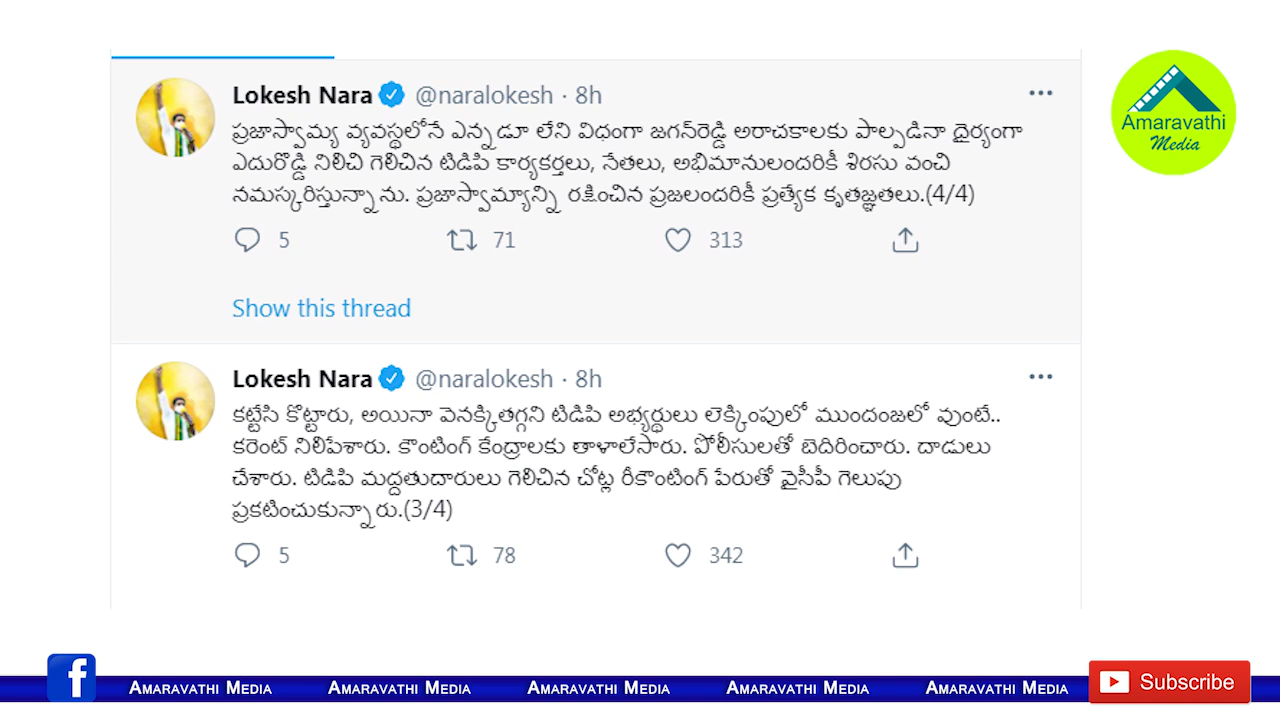 Lokesh Nara @naralokesh · 8h
ప్రజాస్వామ్య వ్యవస్థలోనే ఎన్నడూ లేని విధంగా జగన్‌రెడ్డి అరాచకాలకు పాల్పడినా ధైర్యంగా
ఎదురొడ్డి నిలిచి గెలిచిన టిడిపి కార్యకర్తలు, నేతలు, అభిమానులందరికీ శిరసు వంచి
నమస్కరిస్తున్నాను. ప్రజాస్వామ్యాన్ని రక్షించిన ప్రజలందరికీ ప్రత్యేక కృతజ్ఞతలు.(4/4)
5 71 313
Show this thread
Lokesh Nara @naralokesh · 8h
కట్టేసి కొట్టారు, అయినా వెనక్కితగ్గని టిడిపి అభ్యర్థులు లెక్కింపులో ముందంజలో వుంటే..
కరెంట్ నిలిపేశారు. కౌంటింగ్ కేంద్రాలకు తాళాలేసారు. పోలీసులతో బెదిరించారు. దాడులు
చేశారు. టిడిపి మద్దతుదారులు గెలిచిన చోట్ల రీకౌంటింగ్ పేరుతో వైసీపీ గెలుపు
ప్రకటించుకున్నారు.(3/4)
5 78 342
Amaravathi
Media
f AMARAVATHI MEDIA AMARAVATHI MEDIA AMARAVATHI MEDIA AMARAVATHI MEDIA AMARAVATHI MEDIA Subscribe